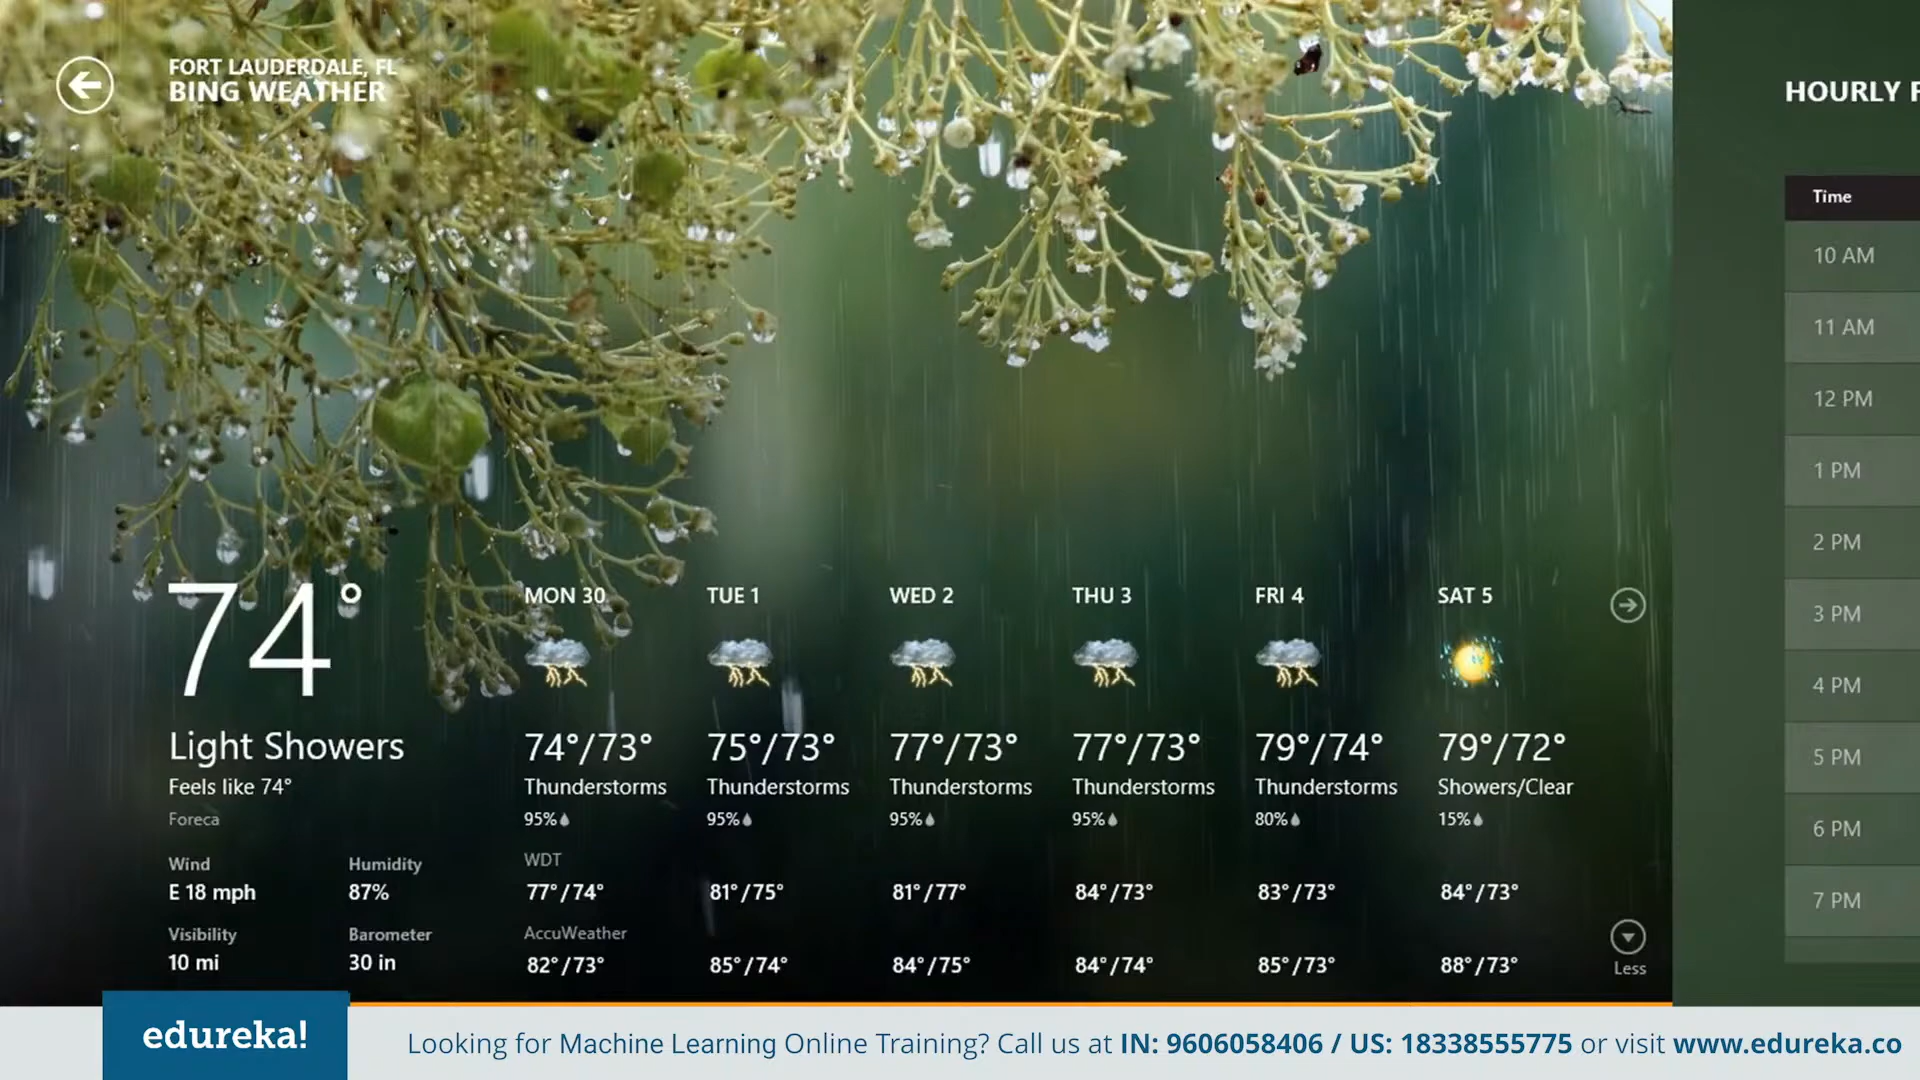 FORT LAUDERDALE, FL
BING WEATHER
HOURLY F
Time
10 AM
11 AM
12 PM
1 PM
2 PM
3 PM
4 PM
5 PM
6 PM
7 PM
74°
Light Showers
Feels like 74°
Foreca
Wind Humidity
E 18 mph 87%
Visibility Barometer
10 mi 30 in
MON 30 TUE 1 WED 2 THU 3 FRI 4 SAT 5
74°/73° 75°/73° 77°/73° 77°/73° 79°/74° 79°/72°
Thunderstorms Thunderstorms Thunderstorms Thunderstorms Thunderstorms Showers/Clear
95% 95% 95% 95% 80% 15%
WDT
77°/74° 81°/75° 81°/77° 84°/73° 83°/73° 84°/73°
AccuWeather
82°/73° 85°/74° 84°/75° 84°/74° 85°/73° 88°/73°
Less
edureka!
Looking for Machine Learning Online Training? Call us at IN: 9606058406 / US: 18338555775 or visit www.edureka.co